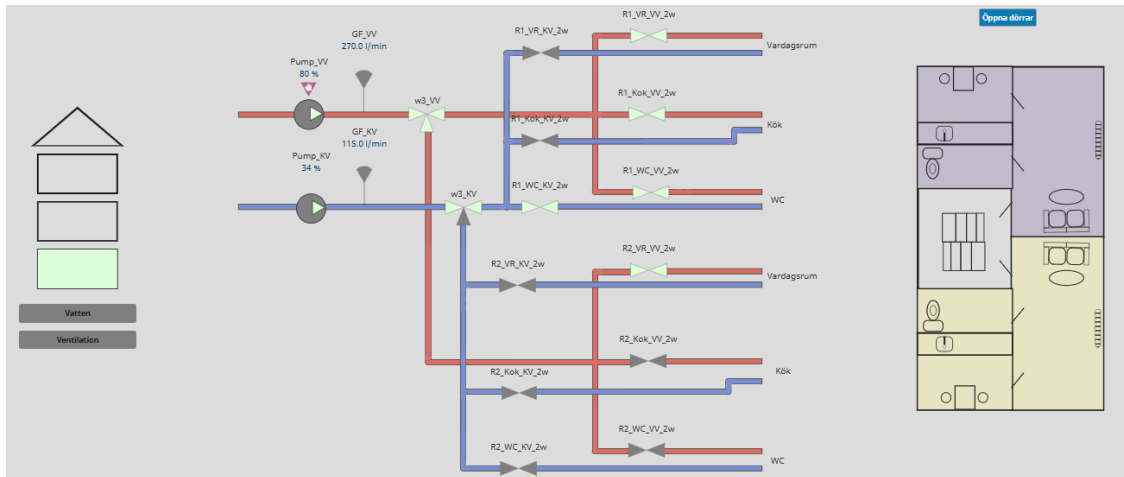 Öppna dörrar
R1_VR_VV_2w
R1_VR_KV_2w
Vardagsrum
GF_VV
270.0 l/min
Pump_VV
80 %
w3_VV
R1_Kok_VV_2w
R1_Kok_KV_2w
Kök
GF_KV
115.0 l/min
Pump_KV
34 %
w3_KV
R1_WC_KV_2w
R1_WC_VV_2w
WC
R2_VR_VV_2w
R2_VR_KV_2w
Vardagsrum
Vatten
Ventilation
R2_Kok_VV_2w
R2_Kok_KV_2w
Kök
R2_WC_VV_2w
R2_WC_KV_2w
WC